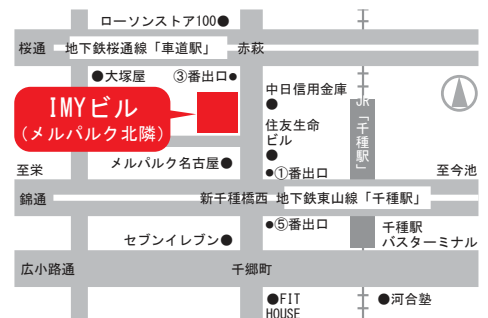 ローソンストア100●
桜通 地下鉄桜通線「車道駅」 赤萩
●大塚屋 ③番出口●
中日信用金庫
●
IMYビル
(メルパルク北隣)
JR「千種駅」
住友生命
ビル
●
メルパルク名古屋●
●①番出口
至栄
至今池
錦通 新千種橋西 地下鉄東山線「千種駅」
●⑤番出口
千種駅
バスターミナル
セブンイレブン●
広小路通 千郷町
●FIT
HOUSE
●河合塾